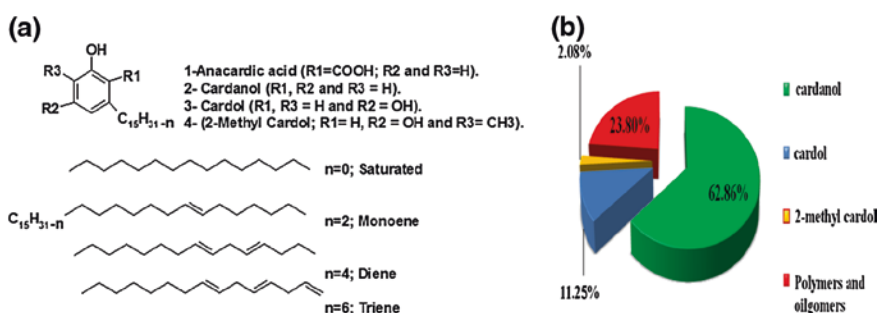 (a)
OH
R3
R1
R2
C15H31-n
1-Anacardic acid (R1=COOH; R2 and R3=H).
2- Cardanol (R1, R2 and R3 = H).
3- Cardol (R1, R3 = H and R2 = OH).
4- (2-Methyl Cardol; R1= H, R2 = OH and R3= CH3).
n=0; Saturated
C15H31-n
n=2; Monoene
n=4; Diene
n=6; Triene
(b)
2.08%
23.80%
62.86%
11.25%
cardanol
cardol
2-methyl cardol
Polymers and
oilgomers